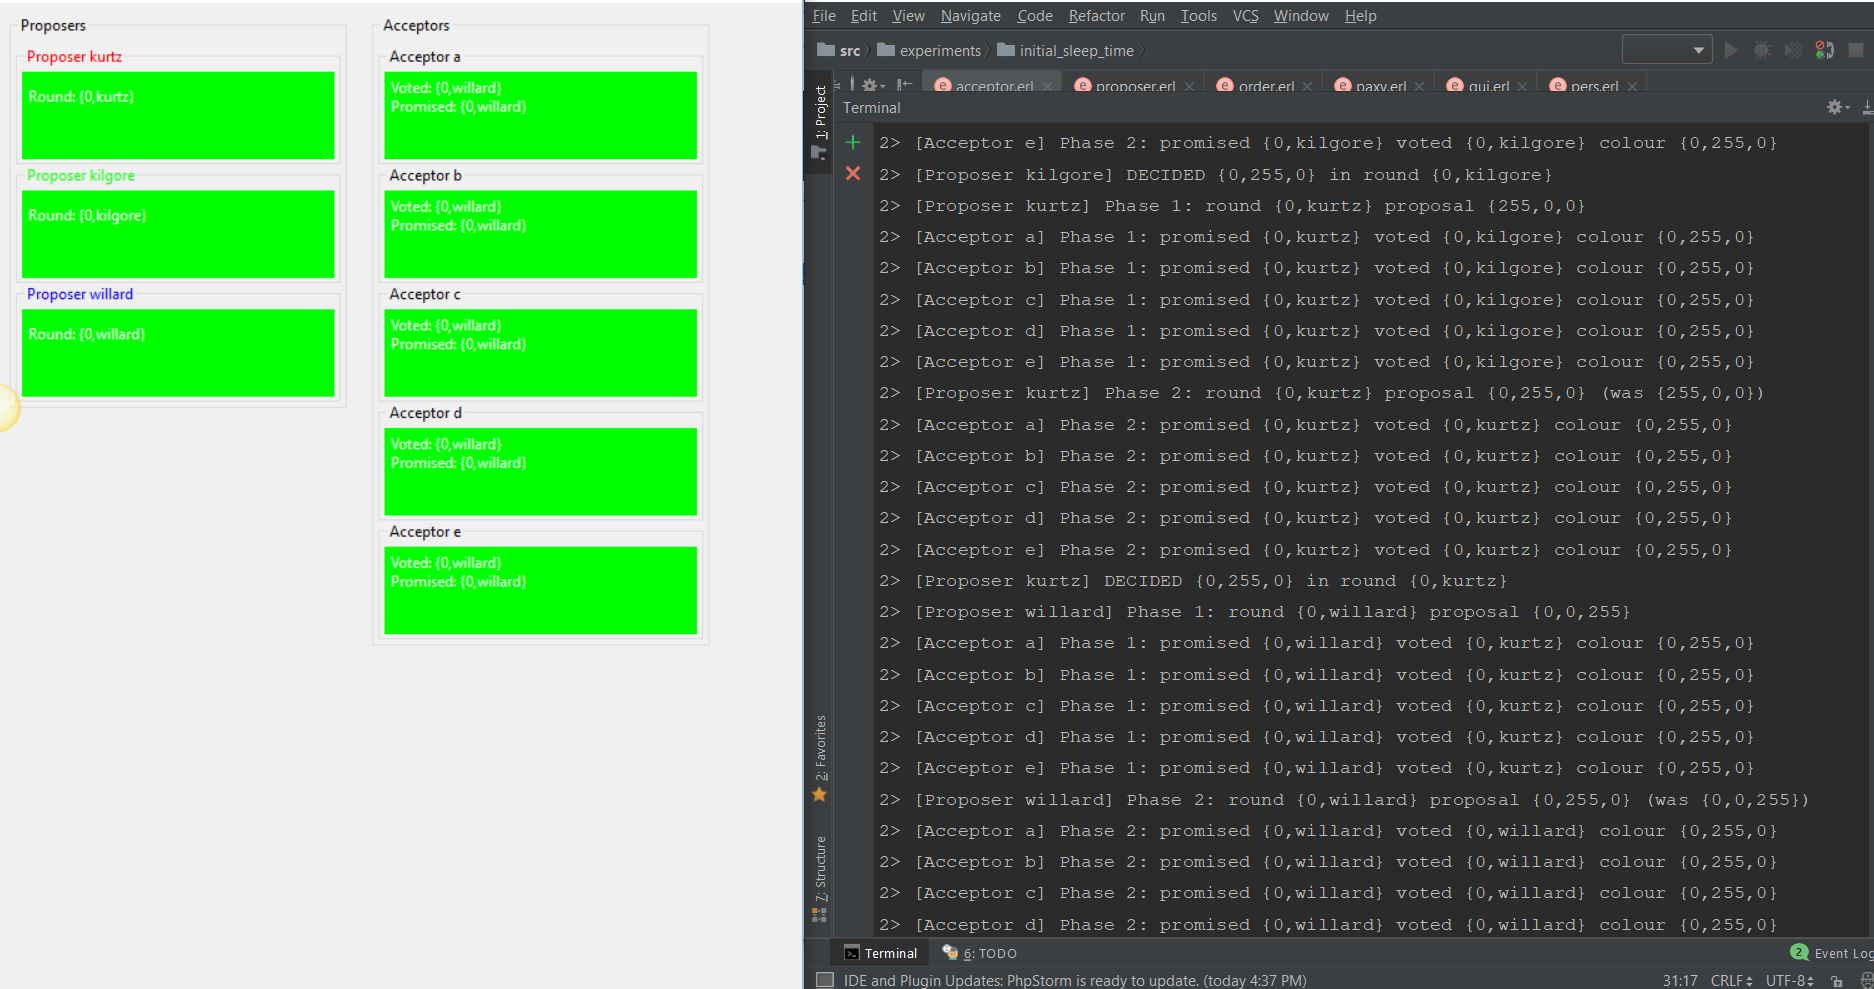 Proposers
Proposer kurtz
Round: {0,kurtz}
Proposer kilgore
Round: {0,kilgore}
Proposer willard
Round: {0,willard}
Acceptors
Acceptor a
Voted: {0,willard}
Promised: {0,willard}
Acceptor b
Voted: {0,willard}
Promised: {0,willard}
Acceptor c
Voted: {0,willard}
Promised: {0,willard}
Acceptor d
Voted: {0,willard}
Promised: {0,willard}
Acceptor e
Voted: {0,willard}
Promised: {0,willard}
File Edit View Navigate Code Refactor Run Tools VCS Window Help
src experiments initial_sleep_time
acceptor.erl proposer.erl order.erl paxy.erl gui.erl pers.erl
1: Project
Terminal
2> [Acceptor e] Phase 2: promised {0,kilgore} voted {0,kilgore} colour {0,255,0}
2> [Proposer kilgore] DECIDED {0,255,0} in round {0,kilgore}
2> [Proposer kurtz] Phase 1: round {0,kurtz} proposal {255,0,0}
2> [Acceptor a] Phase 1: promised {0,kurtz} voted {0,kilgore} colour {0,255,0}
2> [Acceptor b] Phase 1: promised {0,kurtz} voted {0,kilgore} colour {0,255,0}
2> [Acceptor c] Phase 1: promised {0,kurtz} voted {0,kilgore} colour {0,255,0}
2> [Acceptor d] Phase 1: promised {0,kurtz} voted {0,kilgore} colour {0,255,0}
2> [Acceptor e] Phase 1: promised {0,kurtz} voted {0,kilgore} colour {0,255,0}
2> [Proposer kurtz] Phase 2: round {0,kurtz} proposal {0,255,0} (was {255,0,0})
2> [Acceptor a] Phase 2: promised {0,kurtz} voted {0,kurtz} colour {0,255,0}
2> [Acceptor b] Phase 2: promised {0,kurtz} voted {0,kurtz} colour {0,255,0}
2> [Acceptor c] Phase 2: promised {0,kurtz} voted {0,kurtz} colour {0,255,0}
2> [Acceptor d] Phase 2: promised {0,kurtz} voted {0,kurtz} colour {0,255,0}
2> [Acceptor e] Phase 2: promised {0,kurtz} voted {0,kurtz} colour {0,255,0}
2> [Proposer kurtz] DECIDED {0,255,0} in round {0,kurtz}
2> [Proposer willard] Phase 1: round {0,willard} proposal {0,0,255}
2> [Acceptor a] Phase 1: promised {0,willard} voted {0,kurtz} colour {0,255,0}
2> [Acceptor b] Phase 1: promised {0,willard} voted {0,kurtz} colour {0,255,0}
2> [Acceptor c] Phase 1: promised {0,willard} voted {0,kurtz} colour {0,255,0}
2> [Acceptor d] Phase 1: promised {0,willard} voted {0,kurtz} colour {0,255,0}
2> [Acceptor e] Phase 1: promised {0,willard} voted {0,kurtz} colour {0,255,0}
2> [Proposer willard] Phase 2: round {0,willard} proposal {0,255,0} (was {0,0,255})
2> [Acceptor a] Phase 2: promised {0,willard} voted {0,willard} colour {0,255,0}
2> [Acceptor b] Phase 2: promised {0,willard} voted {0,willard} colour {0,255,0}
2> [Acceptor c] Phase 2: promised {0,willard} voted {0,willard} colour {0,255,0}
2> [Acceptor d] Phase 2: promised {0,willard} voted {0,willard} colour {0,255,0}
2: Favorites
7: Structure
Terminal 6: TODO
2 Event Log
IDE and Plugin Updates: PhpStorm is ready to update. (today 4:37 PM)
31:17 CRLF UTF-8